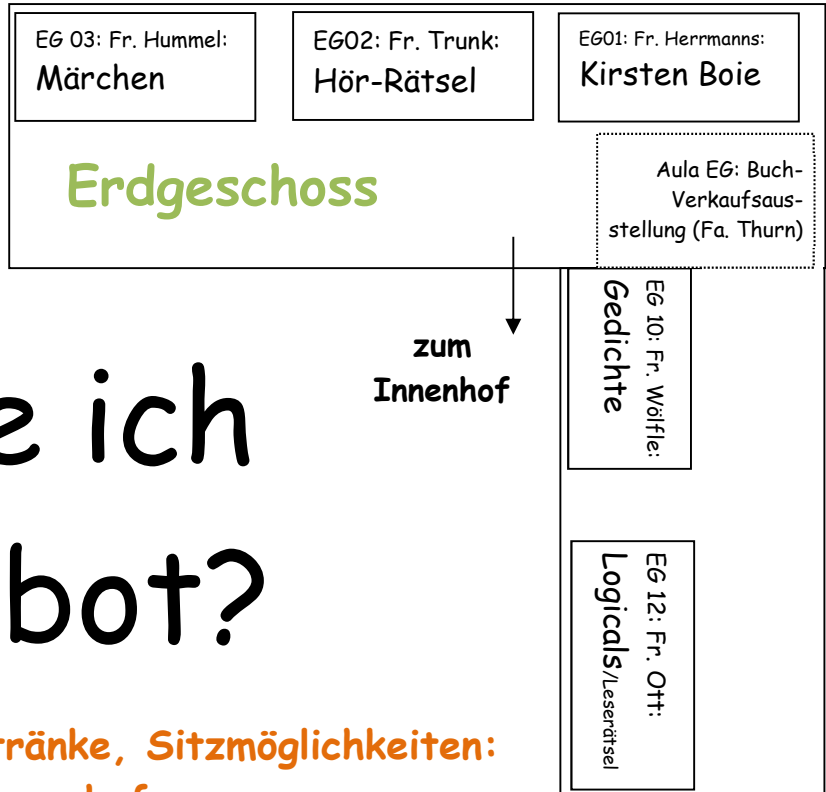 EG 03: Fr. Hummel:
Märchen
EG02: Fr. Trunk:
Hör-Rätsel
EG01: Fr. Herrmanns:
Kirsten Boie
Erdgeschoss
Aula EG: Buch-
Verkaufsaus-
stellung (Fa. Thurn)
zum
Innenhof
EG 10: Fr. Wölfle:
Gedichte
e ich
bot?
EG 12: Fr. Ott:
Logicals/Leserätsel
ränke, Sitzmöglichkeiten: